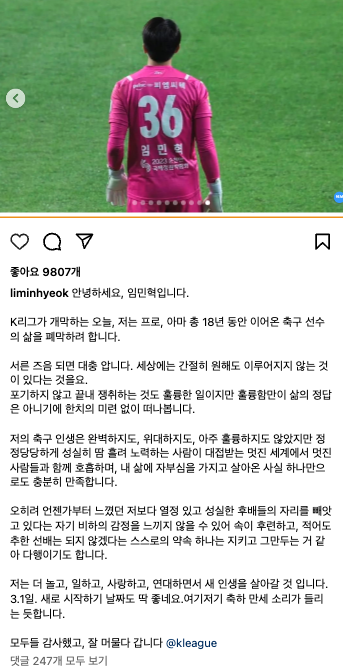 36
임민혁
좋아요 9807개
liminhyeok 안녕하세요, 임민혁입니다.
K리그가 개막하는 오늘, 저는 프로, 아마 총 18년 동안 이어온 축구 선수
의 삶을 폐막하려 합니다.
서른 즈음 되면 대충 압니다. 세상에는 간절히 원해도 이루어지지 않는 것
이 있다는 것을요.
포기하지 않고 끝내 쟁취하는 것도 훌륭한 일이지만 훌륭함만이 삶의 정답
은 아니기에 한치의 미련 없이 떠나봅니다.
저의 축구 인생은 완벽하지도, 위대하지도, 아주 훌륭하지도 않았지만 정
정당당하게 성실히 땀 흘려 노력하는 사람이 대접받는 멋진 세계에서 멋진
사람들과 함께 호흡하며, 내 삶에 자부심을 가지고 살아온 사실 하나만으
로도 충분히 만족합니다.
오히려 언젠가부터 느꼈던 저보다 열정 있고 성실한 후배들의 자리를 빼앗
고 있다는 자기 비하의 감정을 느끼지 않을 수 있어 속이 후련하고, 적어도
추한 선배는 되지 않겠다는 스스로의 약속 하나는 지키고 그만두는 거 같
아 다행이기도 합니다.
저는 더 놀고, 일하고, 사랑하고, 연대하면서 새 인생을 살아갈 것 입니다.
3.1일. 새로 시작하기 날짜도 딱 좋네요.여기저기 축하 만세 소리가 들리
는 듯합니다.
모두들 감사했고, 잘 머물다 갑니다 @kleague
댓글 247개 모두 보기